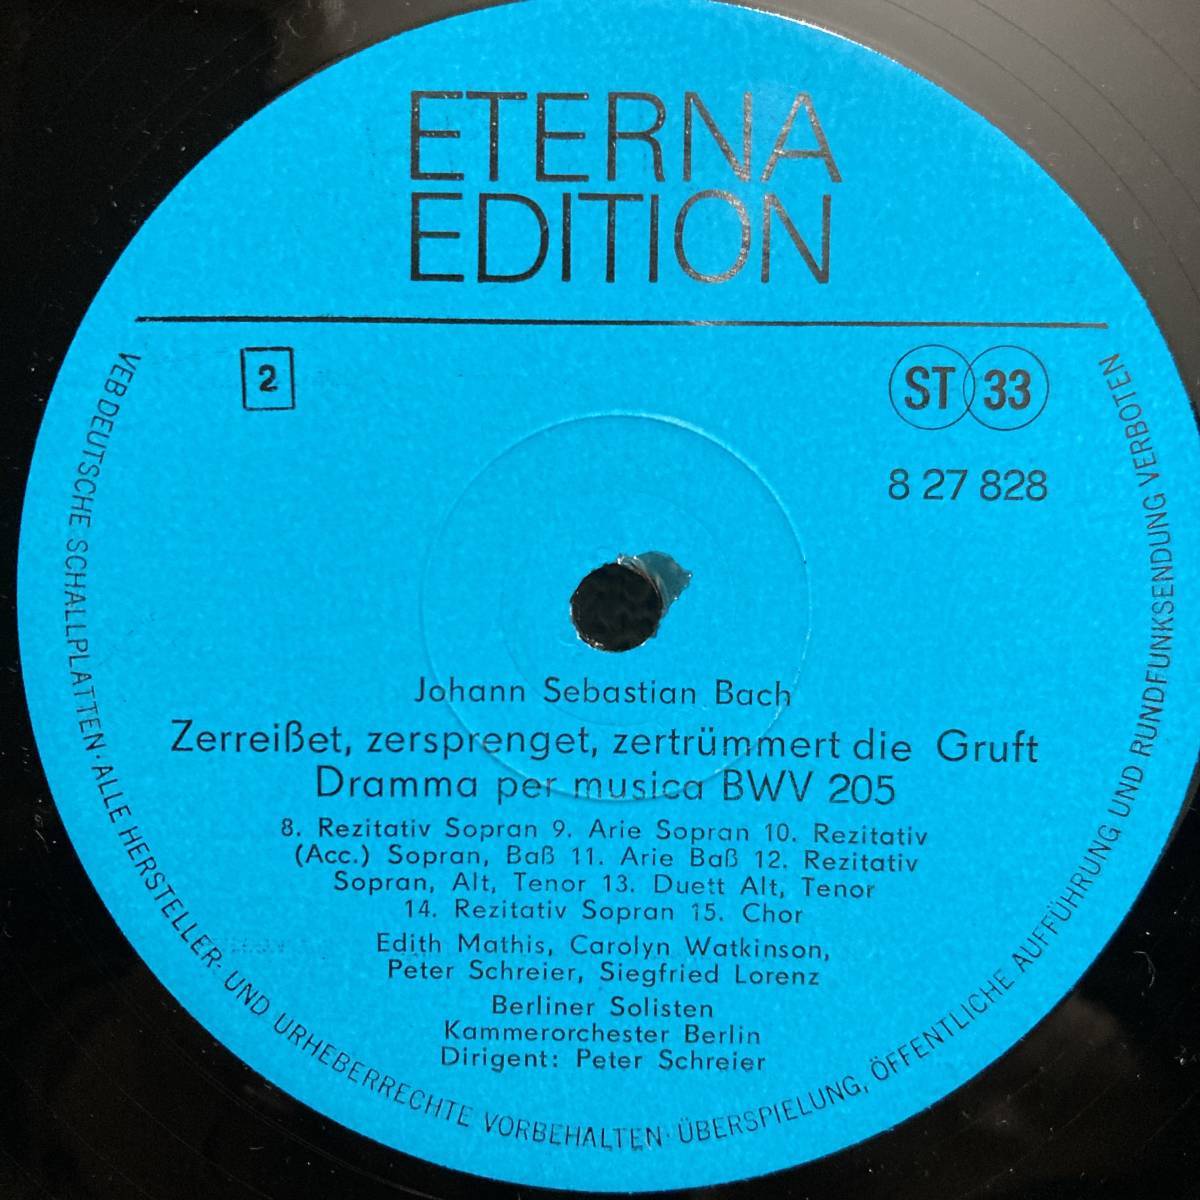 ETERNA
EDITION
2
ST 33
8 27 828
Johann Sebastian Bach
Zerreißet, zersprenget, zertrümmert die Gruft
Dramma per musica BWV 205
8. Rezitativ Sopran 9. Arie Sopran 10. Rezitativ
(Acc.) Sopran, Baß 11. Arie Baß 12. Rezitativ
Sopran, Alt, Tenor 13. Duett Alt, Tenor
14. Rezitativ Sopran 15. Chor
Edith Mathis, Carolyn Watkinson,
Peter Schreier, Siegfried Lorenz
Berliner Solisten
Kammerorchester Berlin
Dirigent: Peter Schreier
VEB DEUTSCHE SCHALLPLATTEN · ALLE HERSTELLER- UND URHEBERRECHTE VORBEHALTEN · ÜBERSPIELUNG, ÖFFENTLICHE AUFFÜHRUNG UND RUNDFUNKSENDUNG VERBOTEN